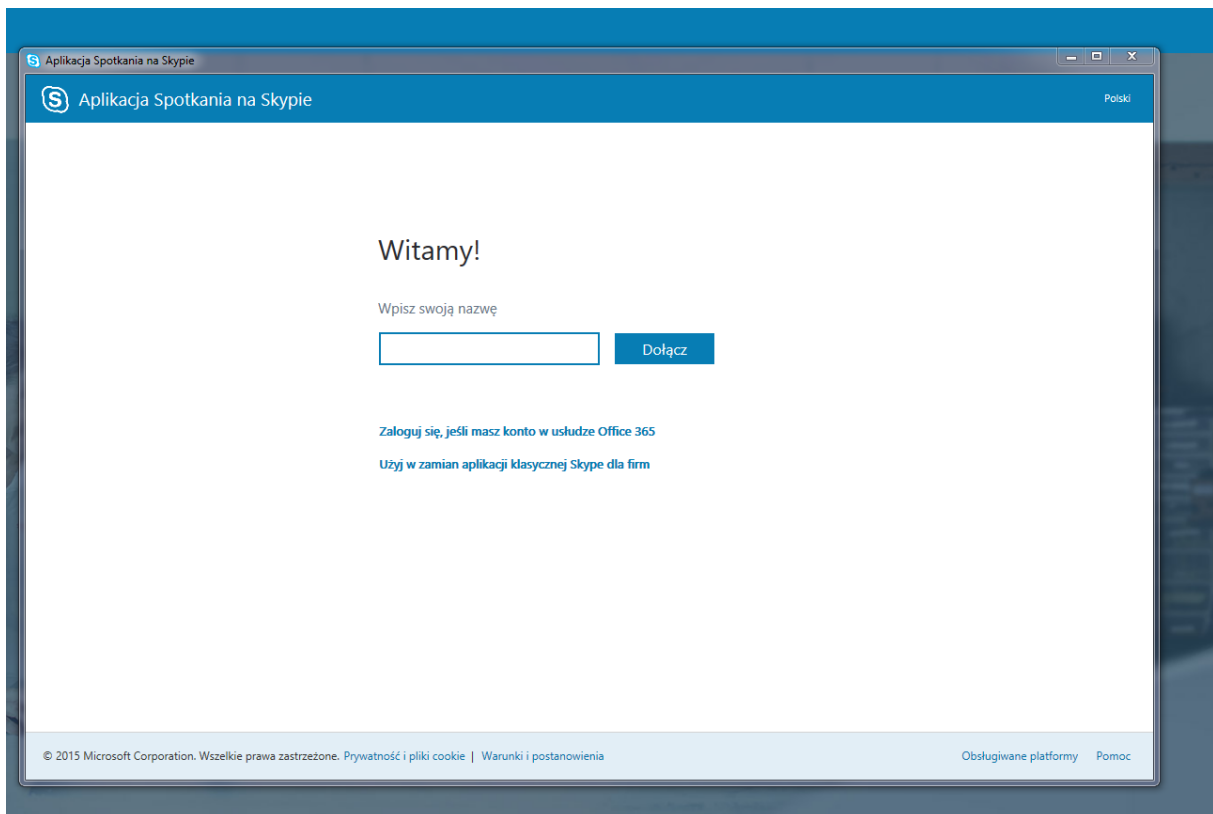 Aplikacja Spotkania na Skypie
Aplikacja Spotkania na Skypie
Polski
Witamy!
Wpisz swoją nazwę
Dołącz
Zaloguj się, jeśli masz konto w usłudze Office 365
Użyj w zamian aplikacji klasycznej Skype dla firm
© 2015 Microsoft Corporation. Wszelkie prawa zastrzeżone. Prywatność i pliki cookie | Warunki i postanowienia
Obsługiwane platformy Pomoc